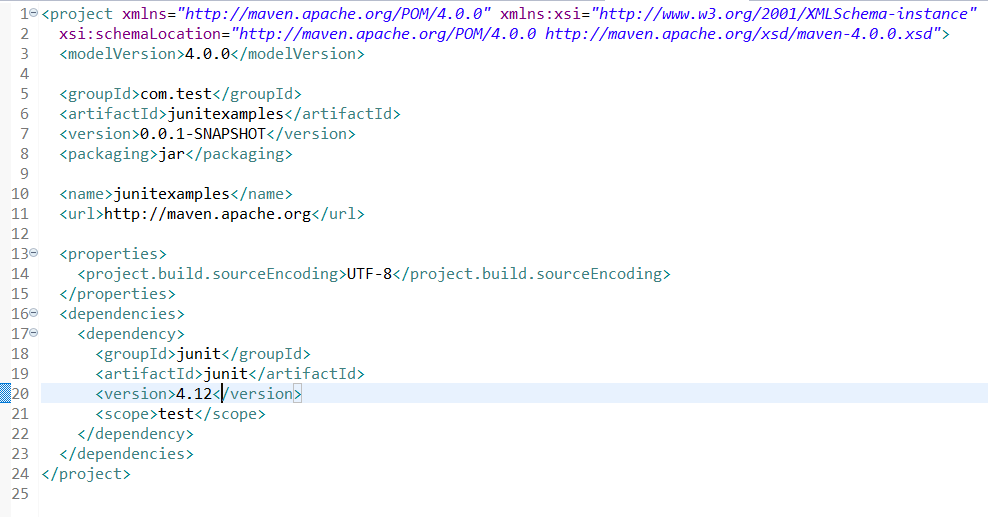 1 <project xmlns="http://maven.apache.org/POM/4.0.0" xmlns:xsi="http://www.w3.org/2001/XMLSchema-instance"
2   xsi:schemaLocation="http://maven.apache.org/POM/4.0.0 http://maven.apache.org/xsd/maven-4.0.0.xsd">
3   <modelVersion>4.0.0</modelVersion>
4
5   <groupId>com.test</groupId>
6   <artifactId>junitexamples</artifactId>
7   <version>0.0.1-SNAPSHOT</version>
8   <packaging>jar</packaging>
9
10   <name>junitexamples</name>
11   <url>http://maven.apache.org</url>
12
13   <properties>
14     <project.build.sourceEncoding>UTF-8</project.build.sourceEncoding>
15   </properties>
16   <dependencies>
17     <dependency>
18       <groupId>junit</groupId>
19       <artifactId>junit</artifactId>
20       <version>4.12</version>
21       <scope>test</scope>
22     </dependency>
23   </dependencies>
24 </project>
25